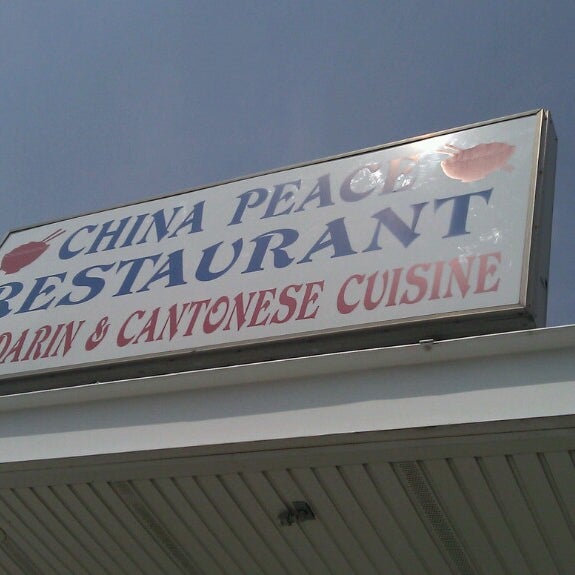 CHINA PEACE
RESTAURANT
DARIN & CANTONESE CUISINE